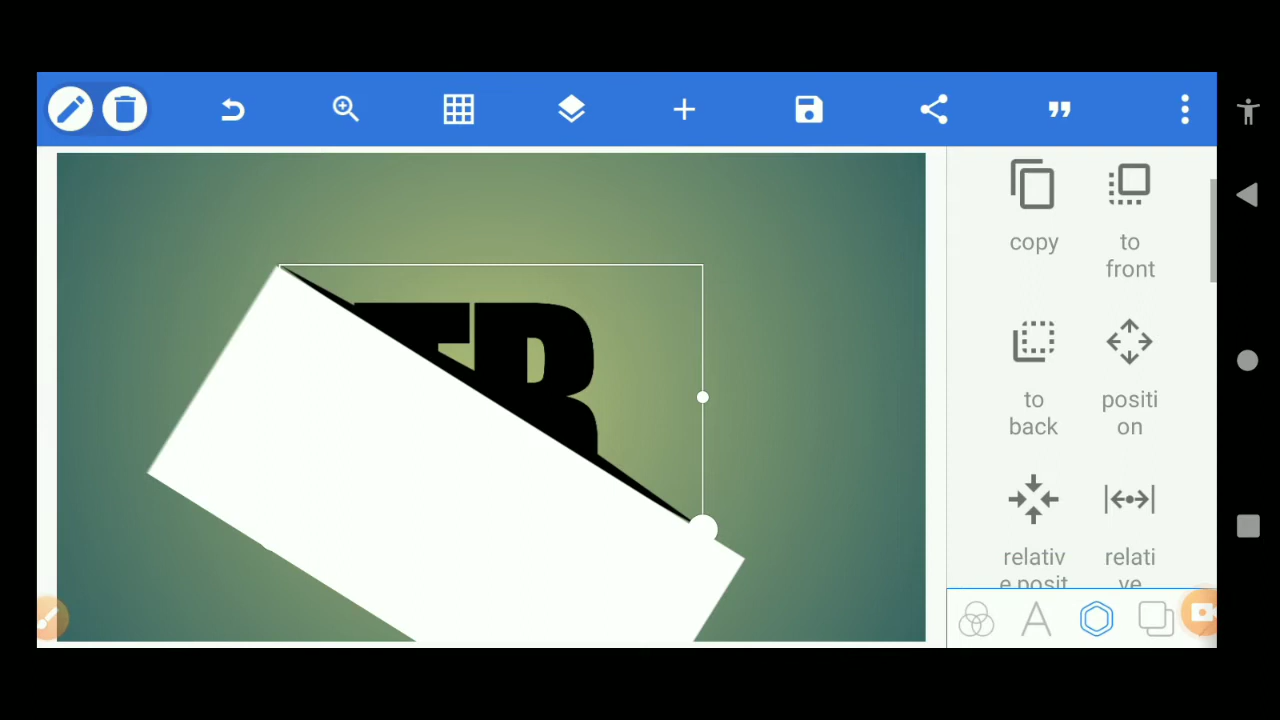 copy
to
front
to
back
positi
on
relativ
e posit
relati
ve